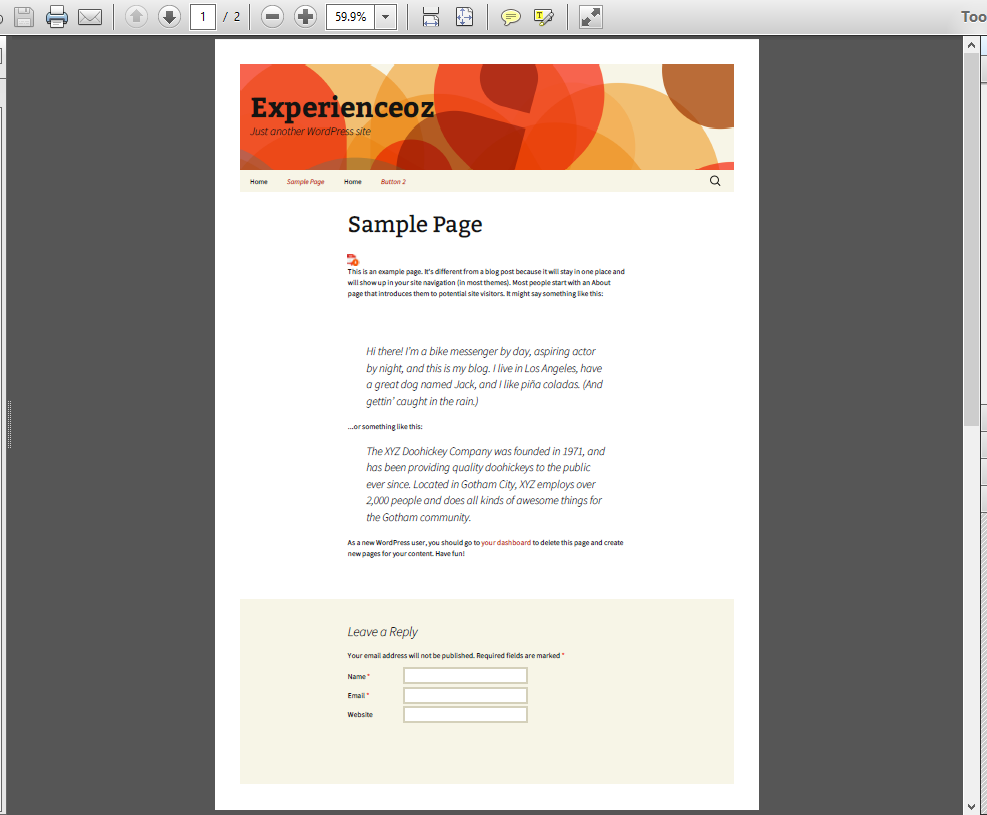 1 / 2 59.9% Too
Experienceoz
Just another WordPress site
Home Sample Page Home Button 2
Sample Page
This is an example page. It's different from a blog post because it will stay in one place and
will show up in your site navigation (in most themes). Most people start with an About
page that introduces them to potential site visitors. It might say something like this:
Hi there! I'm a bike messenger by day, aspiring actor
by night, and this is my blog. I live in Los Angeles, have
a great dog named Jack, and I like piña coladas. (And
gettin' caught in the rain.)
...or something like this:
The XYZ Doohickey Company was founded in 1971, and
has been providing quality doohickeys to the public
ever since. Located in Gotham City, XYZ employs over
2,000 people and does all kinds of awesome things for
the Gotham community.
As a new WordPress user, you should go to your dashboard to delete this page and create
new pages for your content. Have fun!
Leave a Reply
Your email address will not be published. Required fields are marked *
Name *
Email *
Website